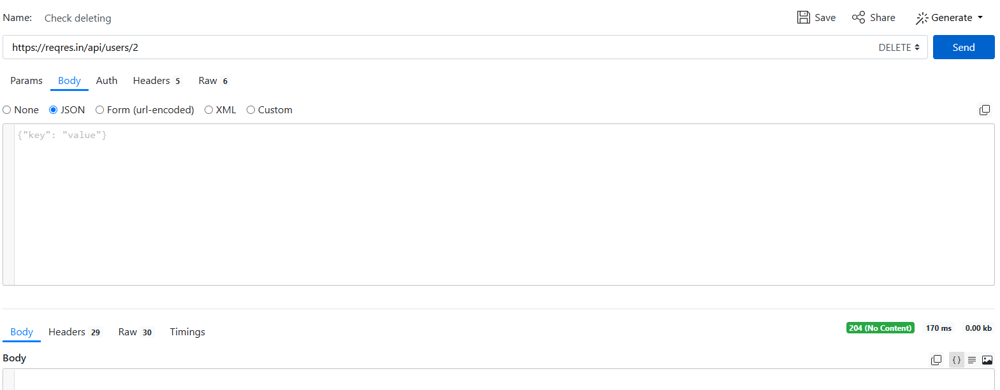 Name: Check deleting Save Share Generate
https://reqres.in/api/users/2 DELETE Send
Params Body Auth Headers 5 Raw 6
None JSON Form (url-encoded) XML Custom
{"key": "value"}
Body Headers 29 Raw 30 Timings 204 (No Content) 170 ms 0.00 kb
Body {}